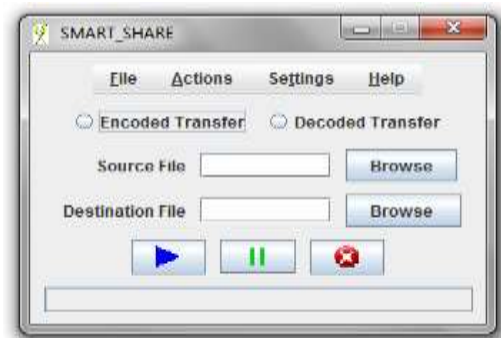 SMART_SHARE
File Actions Settings Help
Encoded Transfer Decoded Transfer
Source File Browse
Destination File Browse